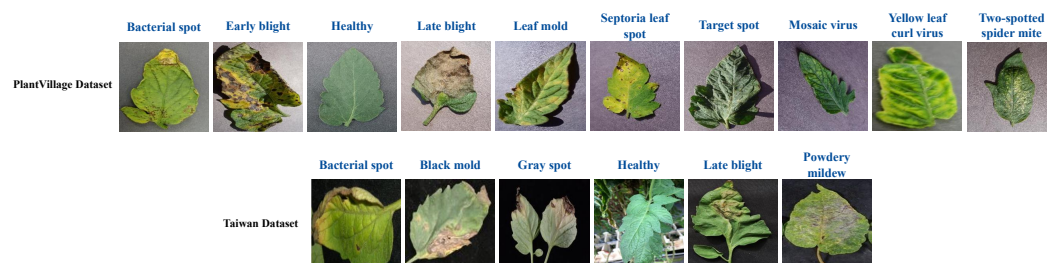 Bacterial spot
Early blight
Healthy
Late blight
Leaf mold
Septoria leaf
spot
Target spot
Mosaic virus
Yellow leaf
curl virus
Two-spotted
spider mite
PlantVillage Dataset
Bacterial spot
Black mold
Gray spot
Healthy
Late blight
Powdery
mildew
Taiwan Dataset